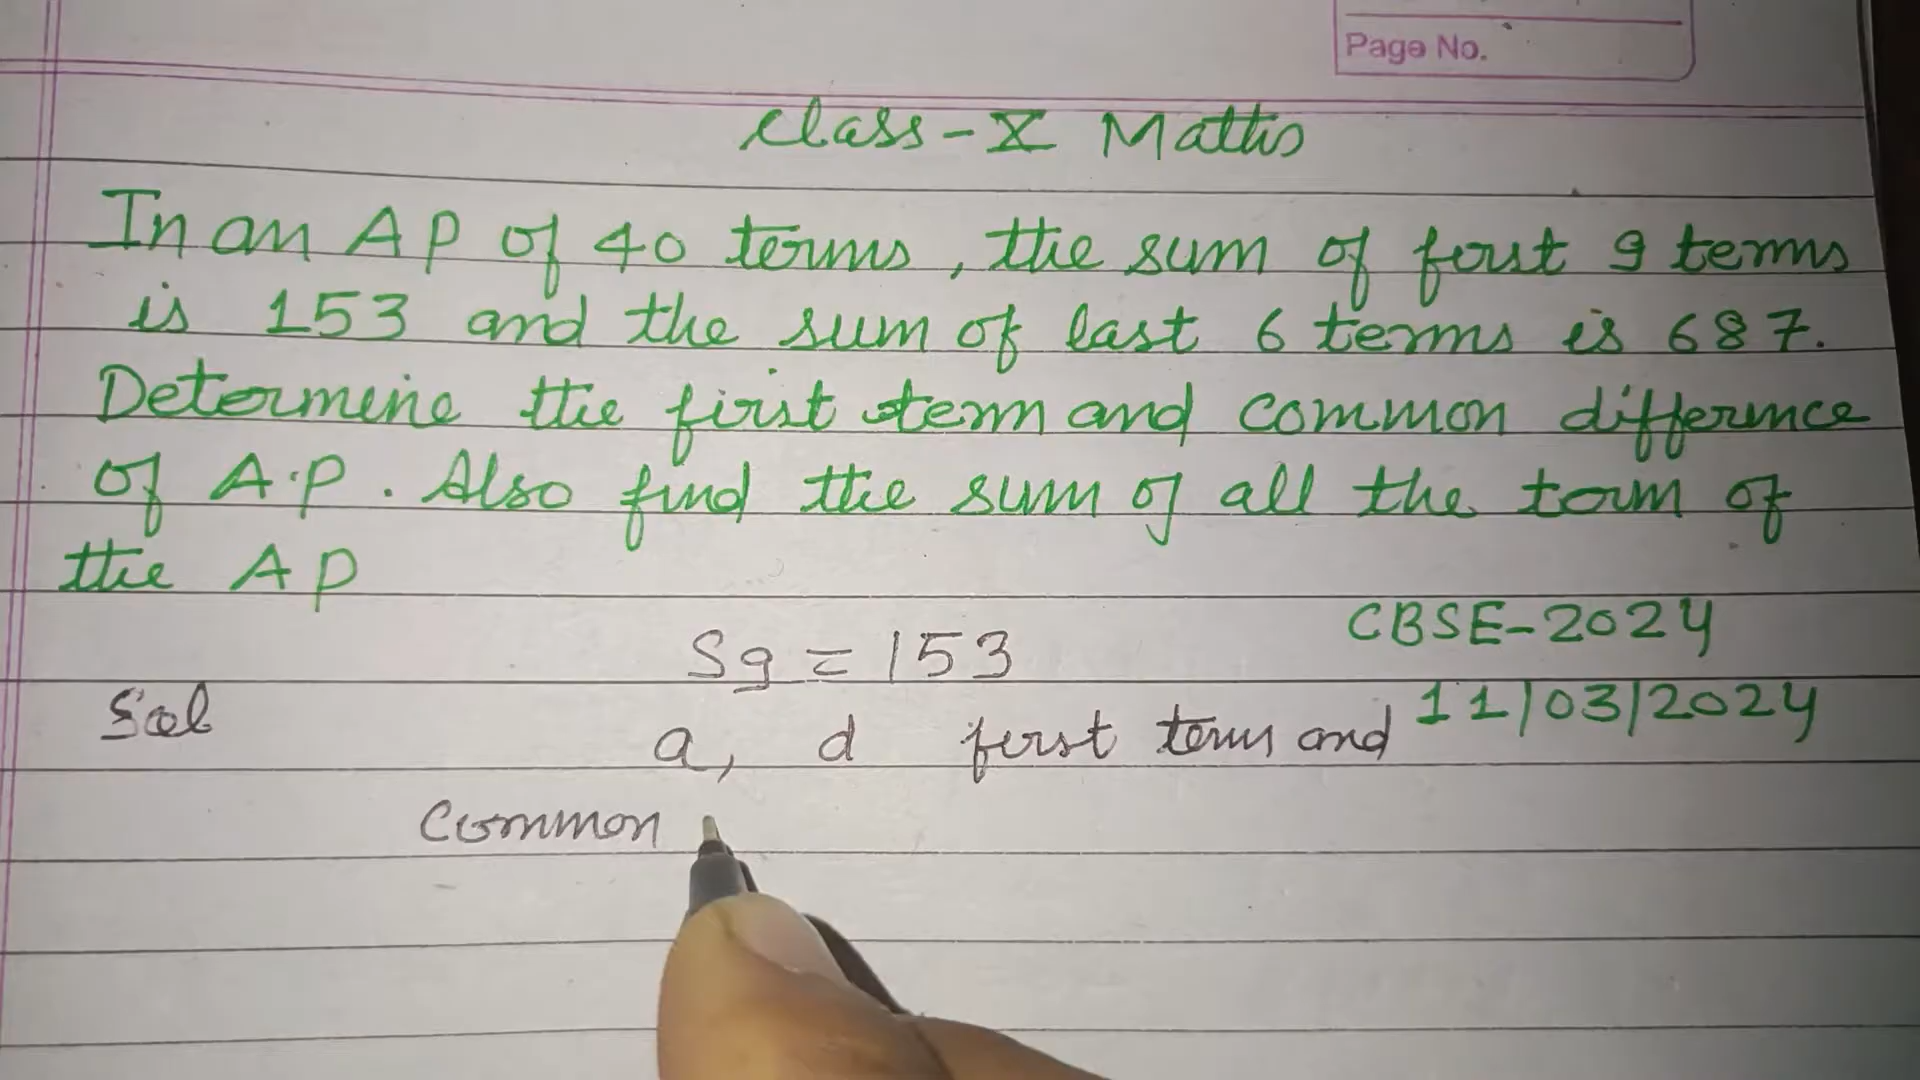 Page No.
Class-X Maths
In an AP of 40 terms, the sum of first 9 terms
is 153 and the sum of last 6 terms is 687.
Determine the first term and common difference
of A.P. Also find the sum of all the term of
the AP
CBSE-2024
S9 = 153
11/03/2024
Sol
a, d first term and
Common